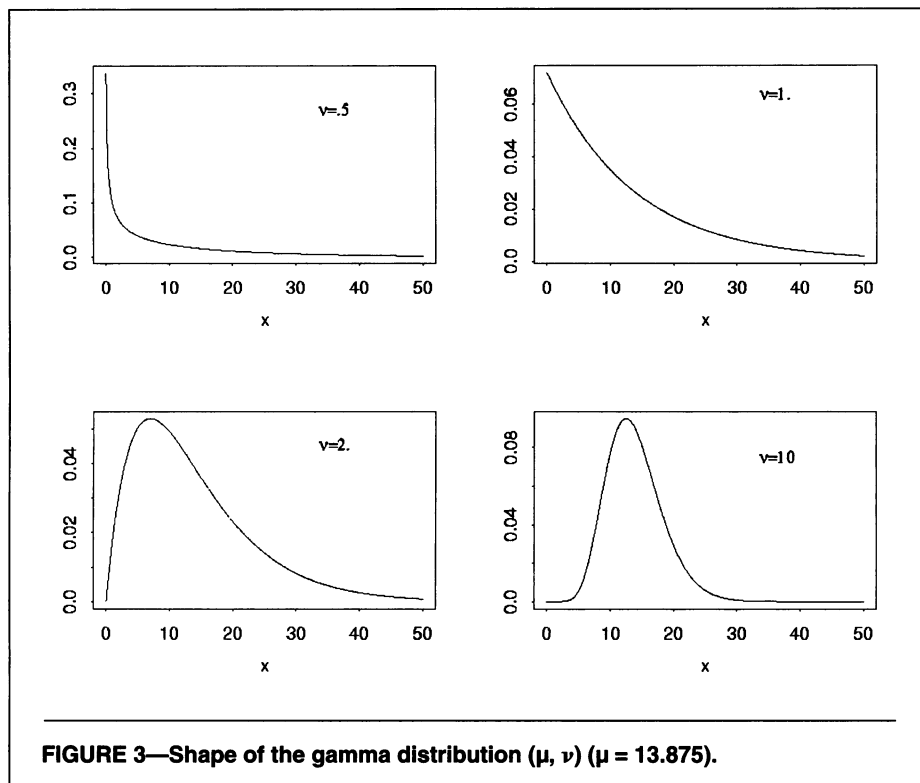 ν=.5
0.3
0.2
0.1
0.0
0 10 20 30 40 50
x
ν=1.
0.06
0.04
0.02
0.0
0 10 20 30 40 50
x
ν=2.
0.04
0.02
0.0
0 10 20 30 40 50
x
ν=10
0.08
0.04
0.0
0 10 20 30 40 50
x
FIGURE 3—Shape of the gamma distribution (μ, ν) (μ = 13.875).